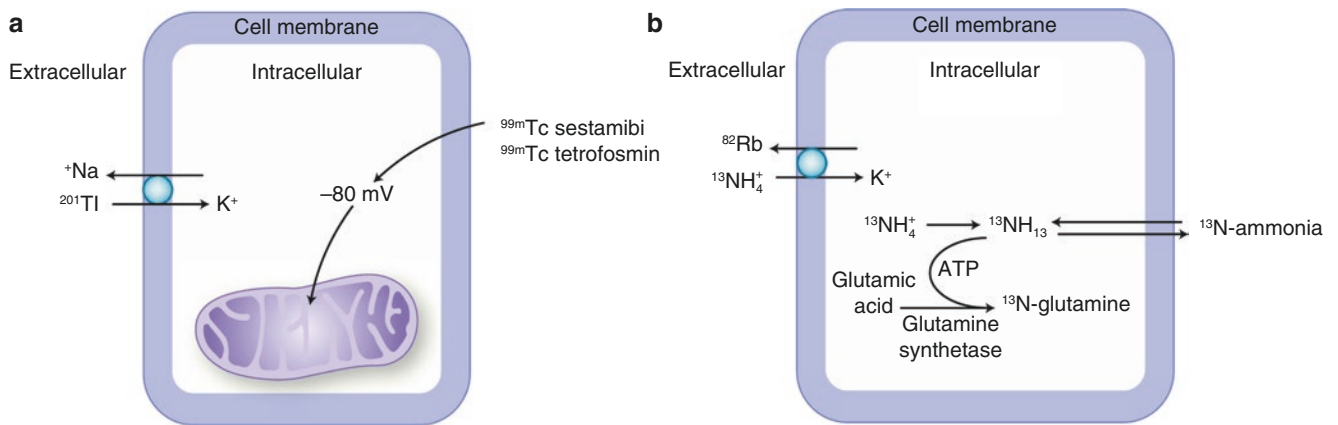 a
Cell membrane
Extracellular
Intracellular
⁹⁹ᵐTc sestamibi
⁹⁹ᵐTc tetrofosmin
⁺Na
²⁰¹Tl
K⁺
–80 mV
b
Cell membrane
Extracellular
Intracellular
⁸²Rb
¹³NH₄⁺
K⁺
¹³NH₄⁺
¹³NH₁₃
¹³N-ammonia
ATP
Glutamic
acid
¹³N-glutamine
Glutamine
synthetase